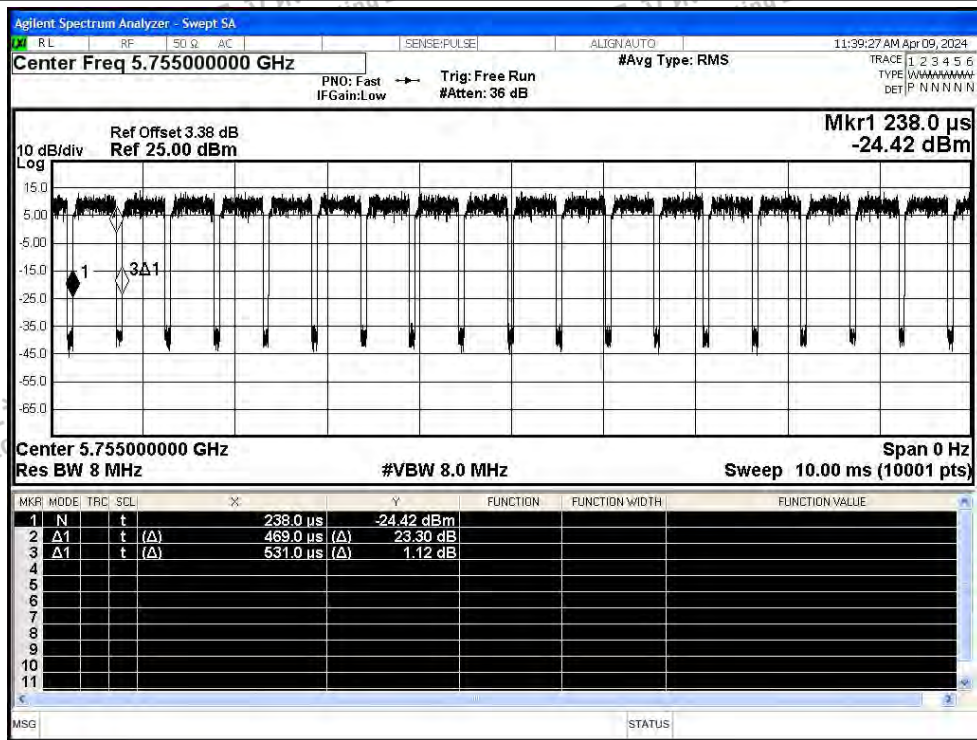 Agilent Spectrum Analyzer - Swept SA
LXI RL RF 50 Ω AC SENSE:PULSE ALIGNAUTO 11:39:27 AM Apr 09, 2024
Center Freq 5.755000000 GHz #Avg Type: RMS TRACE 1 2 3 4 5 6
PNO: Fast Trig: Free Run TYPE
IFGain:Low #Atten: 36 dB DET P N N N N N
Mkr1 238.0 µs
Ref Offset 3.38 dB
10 dB/div Ref 25.00 dBm -24.42 dBm
Log
15.0
5.00
-5.00
-15.0 1 3Δ1
-25.0
-35.0
-45.0
-55.0
-65.0
Center 5.755000000 GHz Span 0 Hz
Res BW 8 MHz #VBW 8.0 MHz Sweep 10.00 ms (10001 pts)
MKR MODE TRC SCL X Y FUNCTION FUNCTION WIDTH FUNCTION VALUE
1 N t 238.0 µs -24.42 dBm
2 Δ1 t (Δ) 469.0 µs (Δ) 23.30 dB
3 Δ1 t (Δ) 531.0 µs (Δ) 1.12 dB
4
5
6
7
8
9
10
11
MSG STATUS